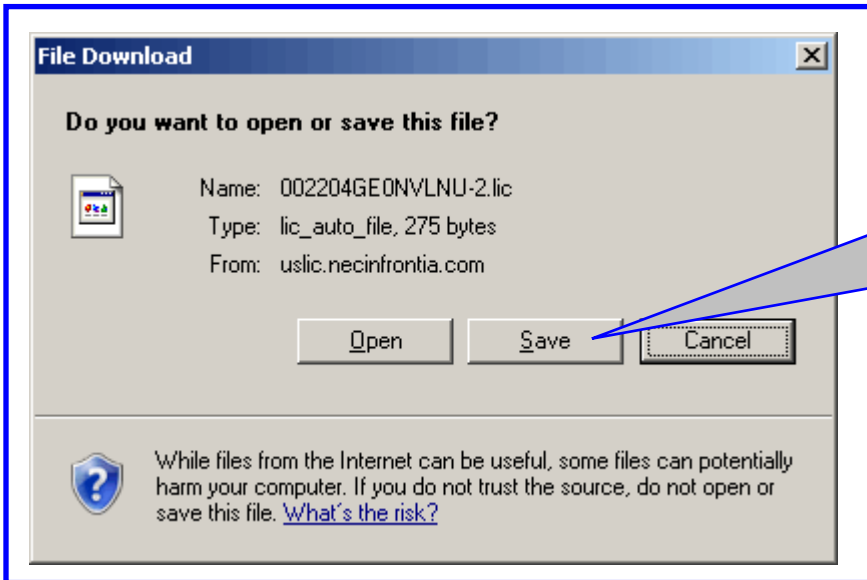 File Download
Do you want to open or save this file?
Name: 002204GE0NVLNU-2.lic
Type: lic_auto_file, 275 bytes
From: uslic.necinfrontia.com
Open Save Cancel
While files from the Internet can be useful, some files can potentially
harm your computer. If you do not trust the source, do not open or
save this file. What's the risk?